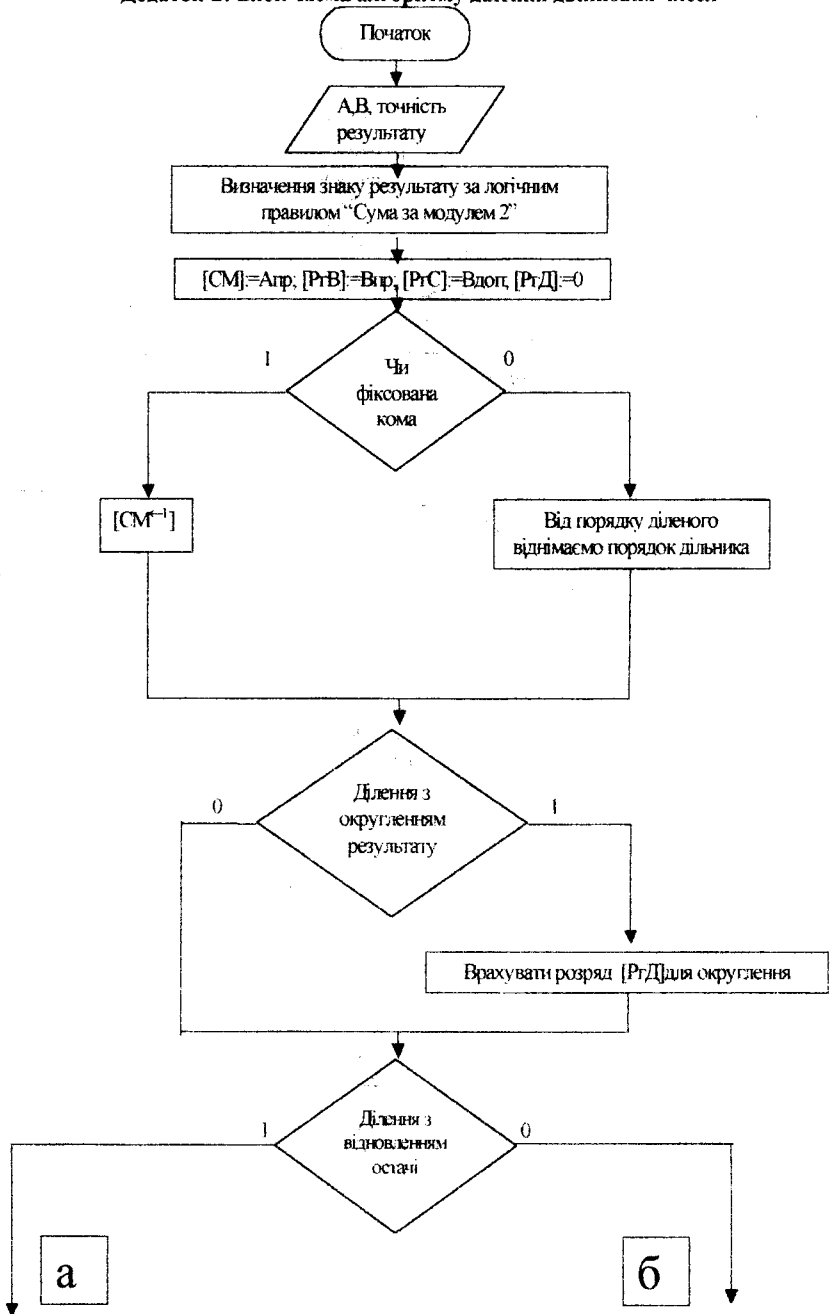 Початок
А,В, точність
результату
Визначення знаку результату за логічним
правилом “Сума за модулем 2”
[СМ]:=Апр; [РгВ]:=Впр; [РгС]:=Вдоп; [РгД]:=0
1
0
Чи
фіксована
кома
[СМ←1]
Від порядку діленого
віднімаємо порядок дільника
0
1
Ділення з
округленням
результату
Врахувати розряд [РгД]для округлення
1
0
Ділення з
відновленням
остачі
а
б